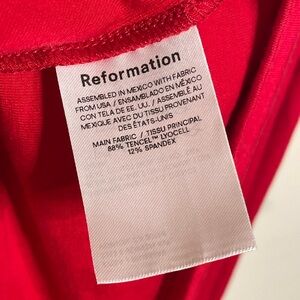 Reformation
ASSEMBLED IN MEXICO WITH FABRIC
FROM USA / ENSAMBLADO EN MÉXICO
CON TELA DE EE. UU. / ASSEMBLÉ AU
MEXIQUE AVEC DU TISSU PROVENANT
DES ÉTATS-UNIS
MAIN FABRIC / TISSU PRINCIPAL
88% TENCEL™ LYOCELL
12% SPANDEX